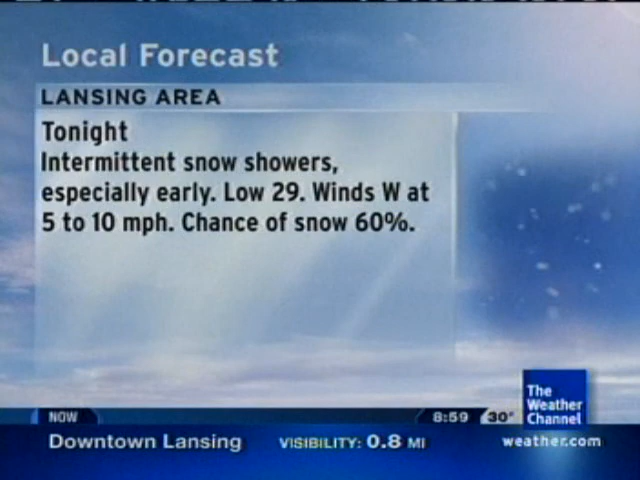 Local Forecast
LANSING AREA
Tonight
Intermittent snow showers,
especially early. Low 29. Winds W at
5 to 10 mph. Chance of snow 60%.
NOW
8:59
30°
The
Weather
Channel
Downtown Lansing
VISIBILITY: 0.8 MI
weather.com